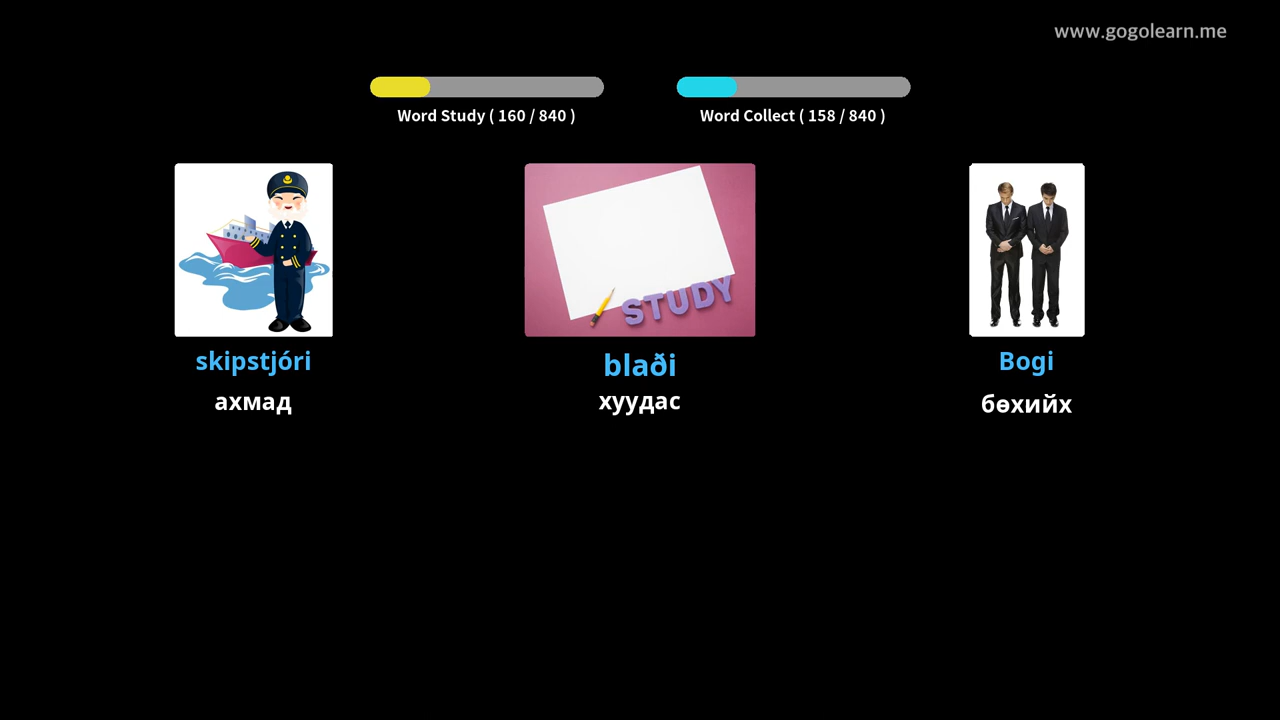 www.gogolearn.me
Word Study ( 160 / 840 )
Word Collect ( 158 / 840 )
STUDY
skipstjóri
blaði
Bogi
ахмад
хуудас
бөхийх